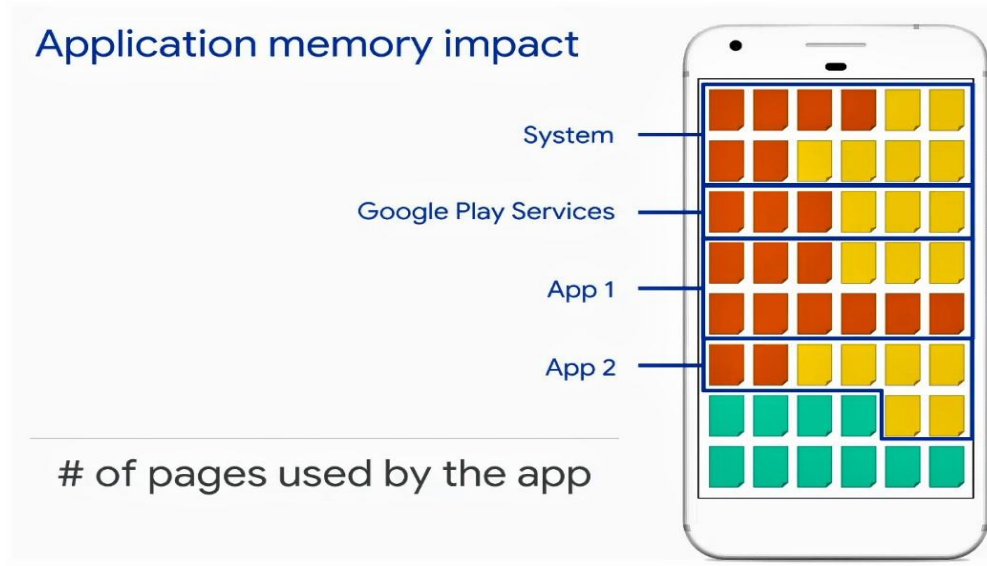 Application memory impact
System
Google Play Services
App 1
App 2
# of pages used by the app